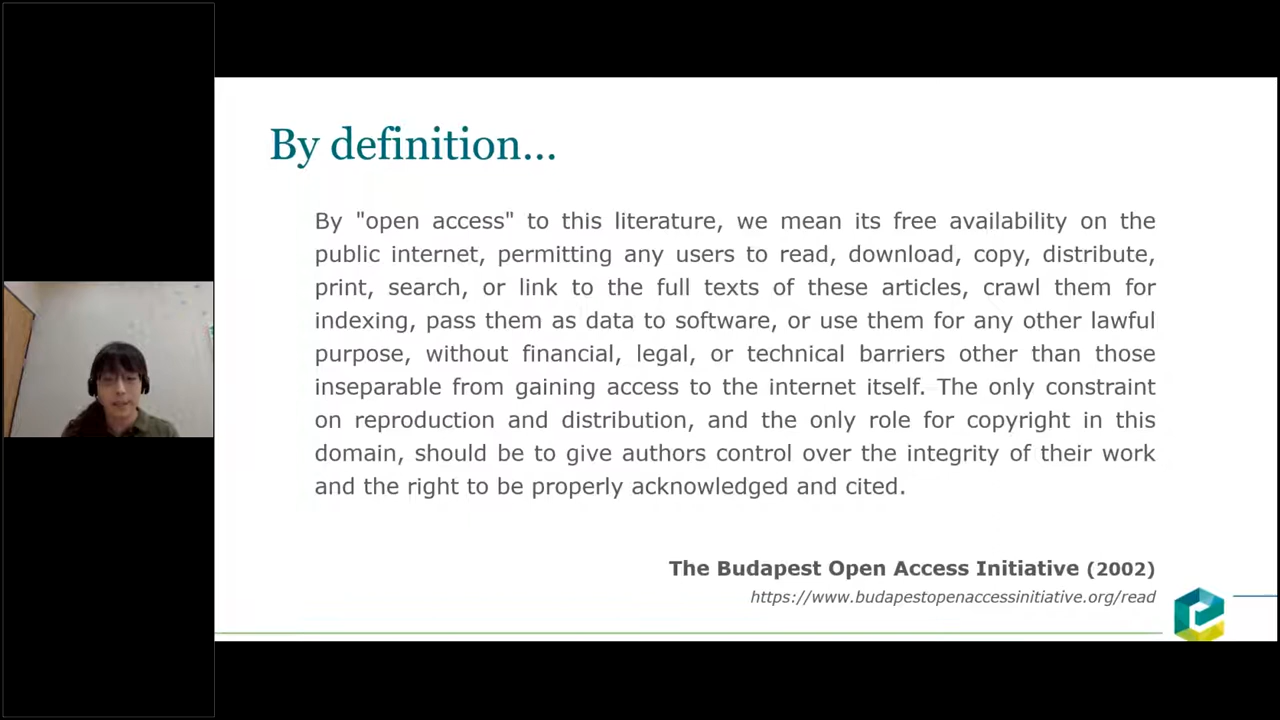 By definition...
By "open access" to this literature, we mean its free availability on the
public internet, permitting any users to read, download, copy, distribute,
print, search, or link to the full texts of these articles, crawl them for
indexing, pass them as data to software, or use them for any other lawful
purpose, without financial, legal, or technical barriers other than those
inseparable from gaining access to the internet itself. The only constraint
on reproduction and distribution, and the only role for copyright in this
domain, should be to give authors control over the integrity of their work
and the right to be properly acknowledged and cited.
The Budapest Open Access Initiative (2002)
https://www.budapestopenaccessinitiative.org/read